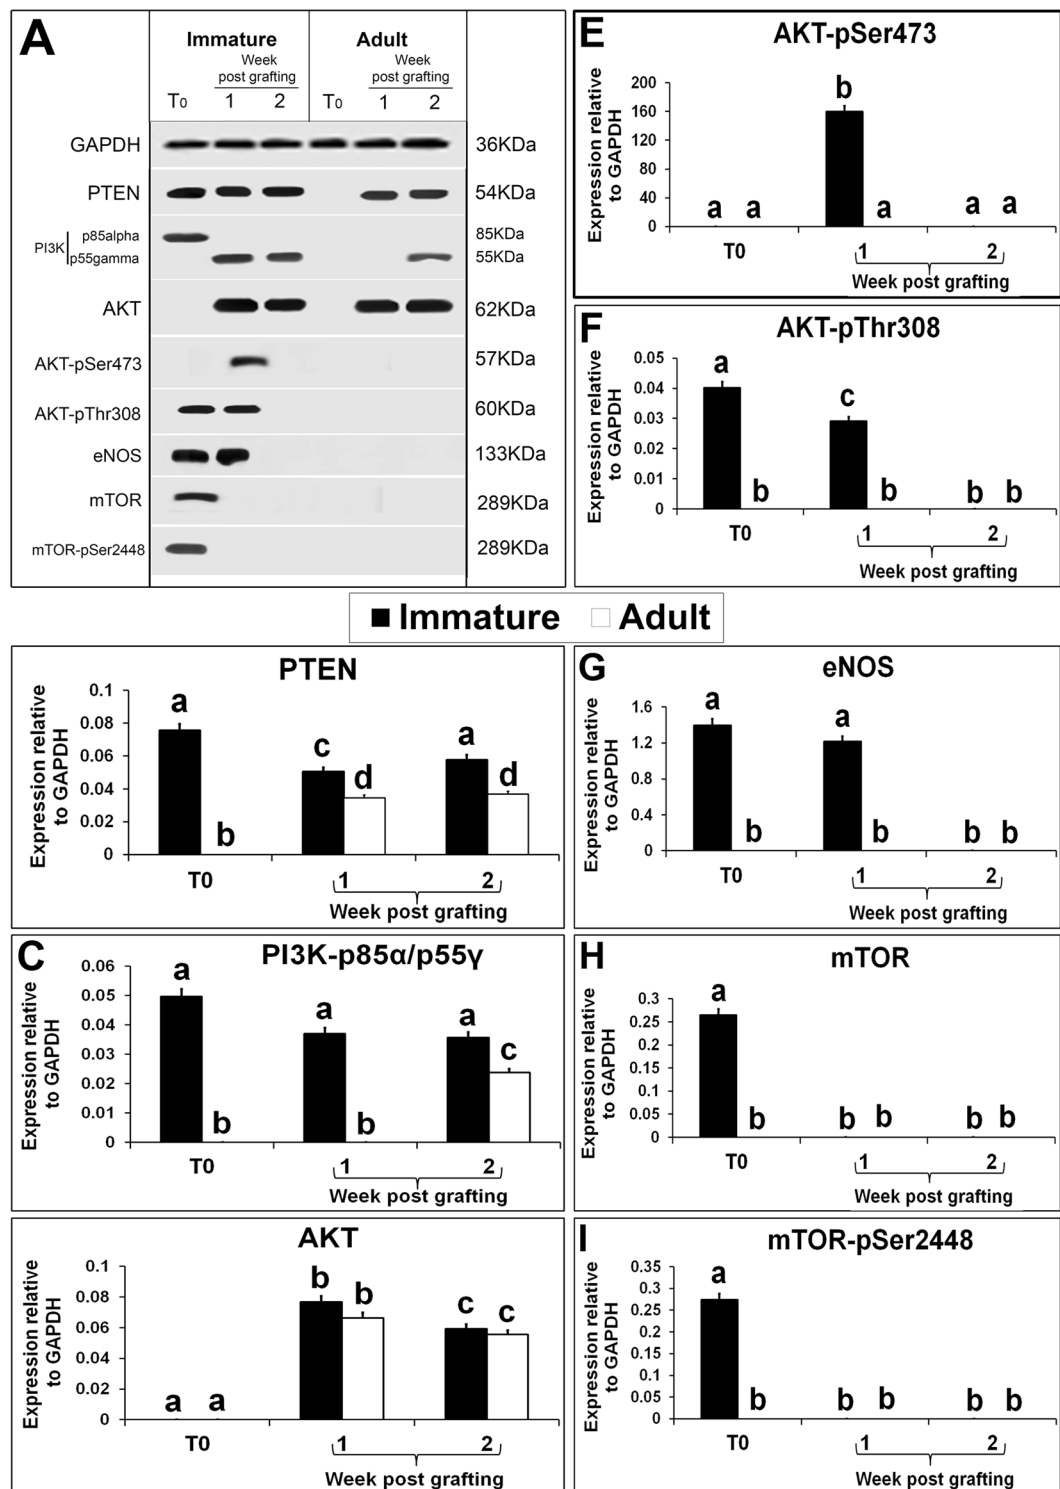 A
Immature
Adult
Week
post grafting
Week
post grafting
T0 1 2 T0 1 2
GAPDH 36KDa
PTEN 54KDa
PI3K
p85alpha 85KDa
p55gamma 55KDa
AKT 62KDa
AKT-pSer473 57KDa
AKT-pThr308 60KDa
eNOS 133KDa
mTOR 289KDa
mTOR-pSer2448 289KDa
E
AKT-pSer473
Expression relative
to GAPDH
200
160
120
80
40
0
a a b a a a
T0 1 2
Week post grafting
F
AKT-pThr308
Expression relative
to GAPDH
0.05
0.04
0.03
0.02
0.01
0
a b c b b b
T0 1 2
Week post grafting
Immature Adult
PTEN
Expression relative
to GAPDH
0.1
0.08
0.06
0.04
0.02
0
a b c d a d
T0 1 2
Week post grafting
G
eNOS
Expression relative
to GAPDH
1.6
1.2
0.8
0.4
0
a b a b b b
T0 1 2
Week post grafting
C
PI3K-p85α/p55γ
Expression relative
to GAPDH
0.06
0.05
0.04
0.03
0.02
0.01
0
a b a b a c
T0 1 2
Week post grafting
H
mTOR
Expression relative
to GAPDH
0.3
0.25
0.2
0.15
0.1
0.05
0
a b b b b b
T0 1 2
Week post grafting
AKT
Expression relative
to GAPDH
0.1
0.08
0.06
0.04
0.02
0
a a b b c c
T0 1 2
Week post grafting
I
mTOR-pSer2448
Expression relative
to GAPDH
0.35
0.3
0.25
0.2
0.15
0.1
0.05
0
a b b b b b
T0 1 2
Week post grafting